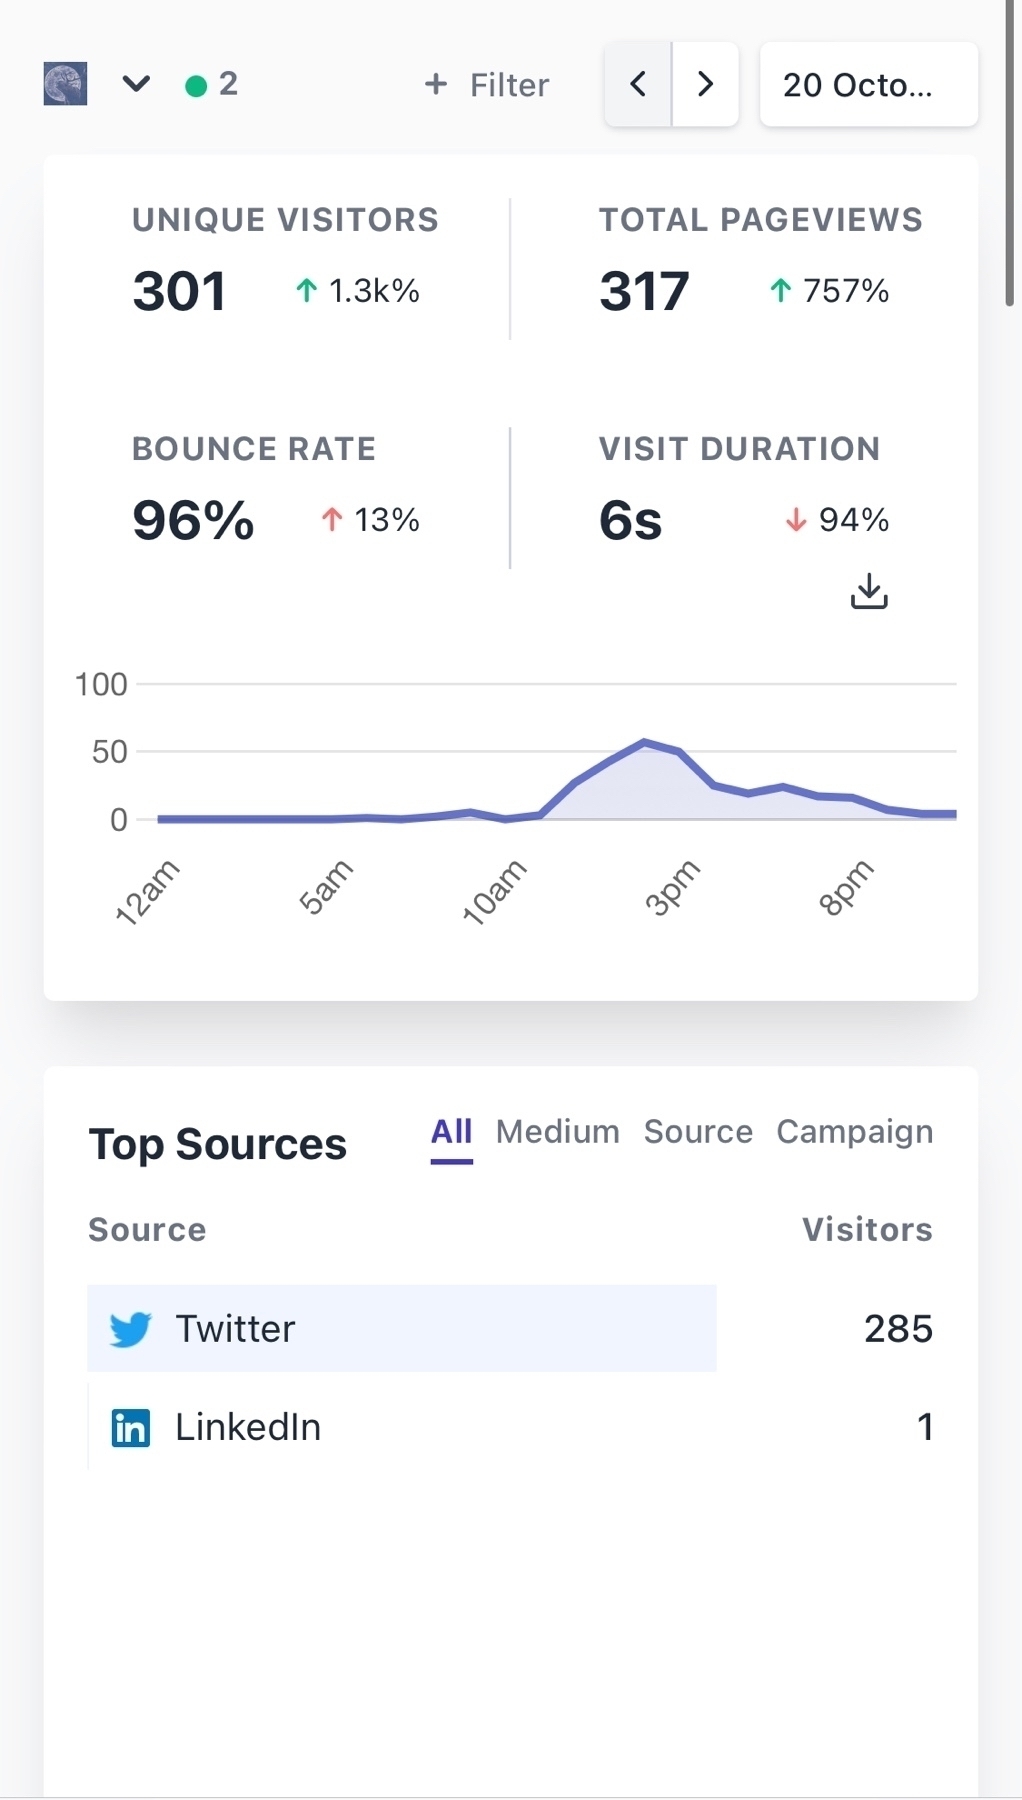 2
+ Filter
20 Octo...
UNIQUE VISITORS
301 ↑ 1.3k%
TOTAL PAGEVIEWS
317 ↑ 757%
BOUNCE RATE
96% ↑ 13%
VISIT DURATION
6s ↓ 94%
100
50
0
12am 5am 10am 3pm 8pm
Top Sources
All Medium Source Campaign
Source Visitors
Twitter 285
in LinkedIn 1